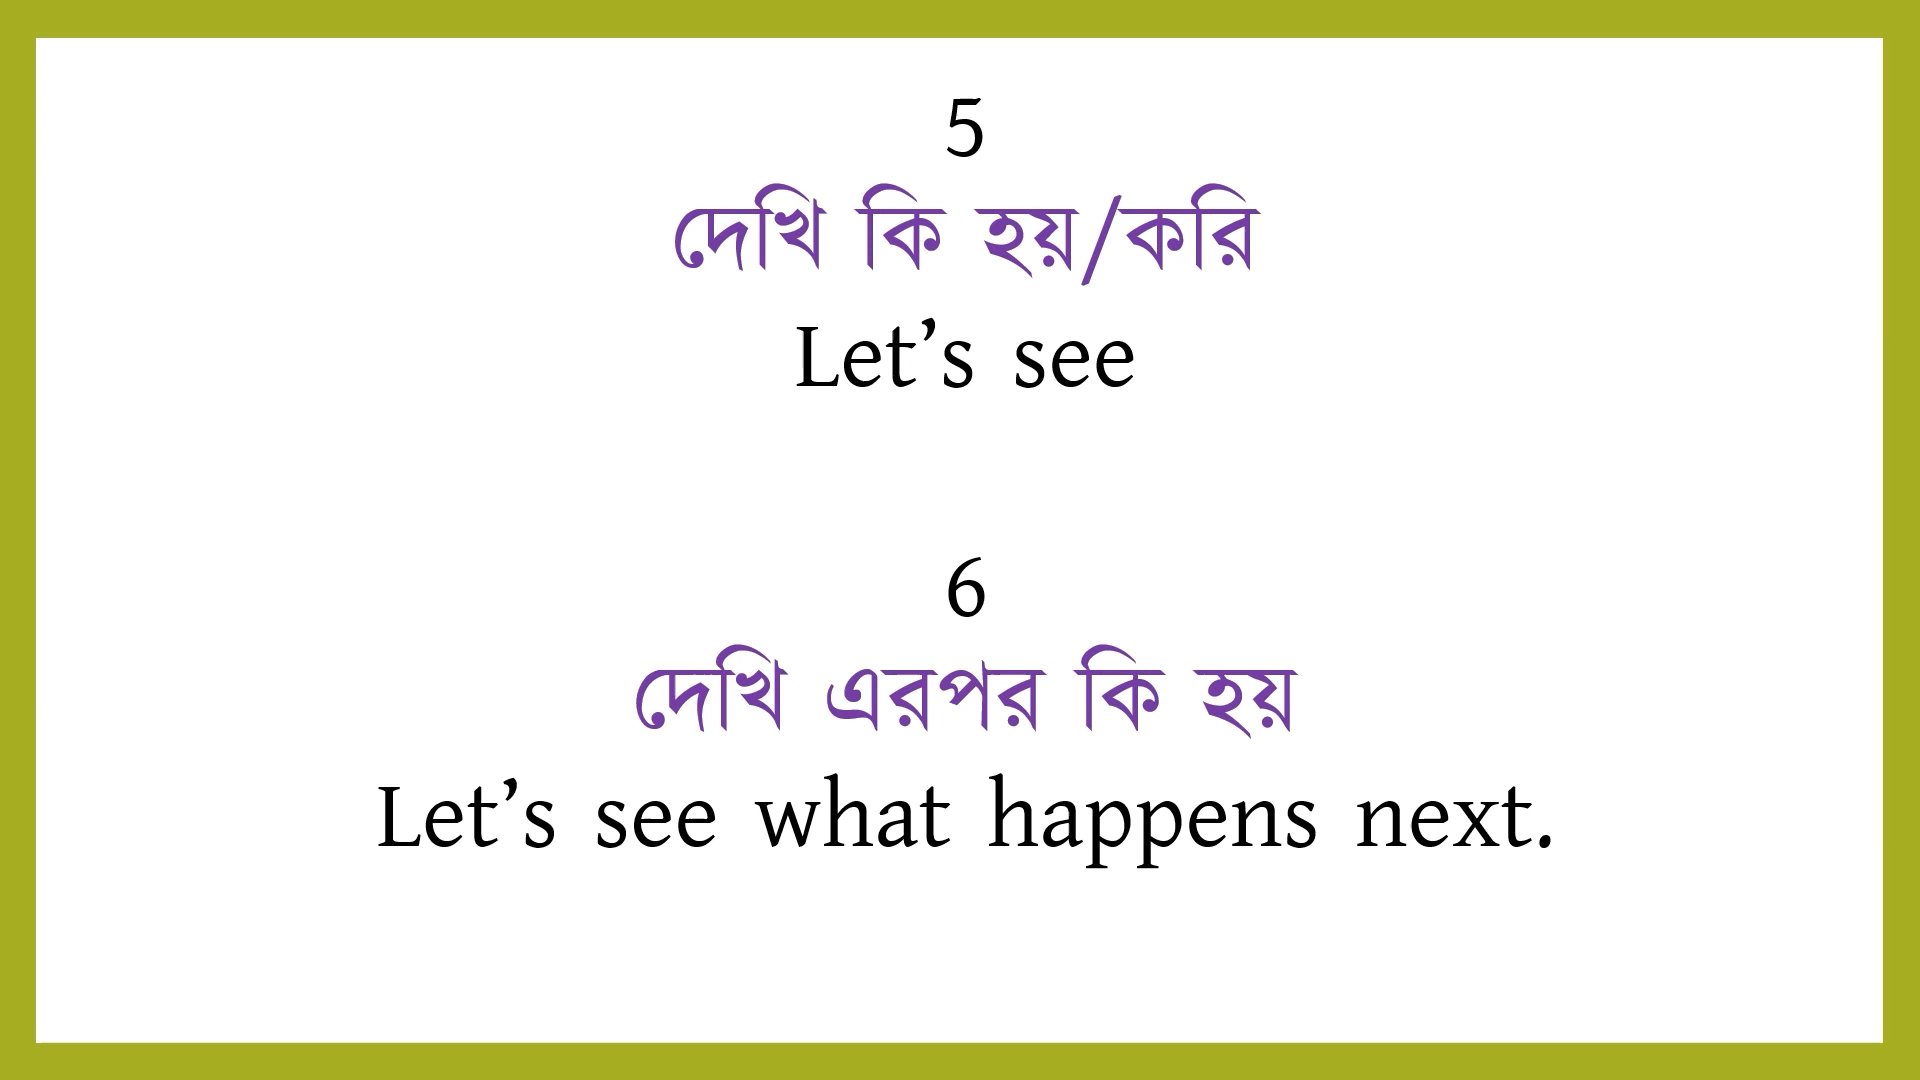 5
দেখি কি হয়/করি
Let’s see
6
দেখি এরপর কি হয়
Let’s see what happens next.